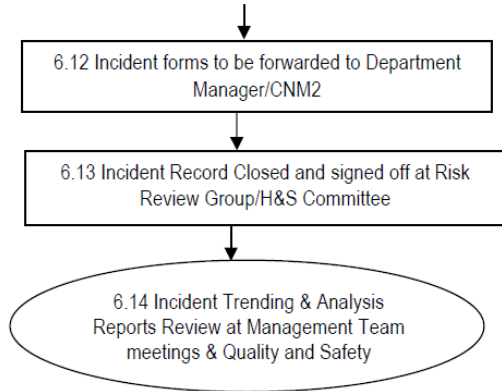 6.12 Incident forms to be forwarded to Department
Manager/CNM2
6.13 Incident Record Closed and signed off at Risk
Review Group/H&S Committee
6.14 Incident Trending & Analysis
Reports Review at Management Team
meetings & Quality and Safety